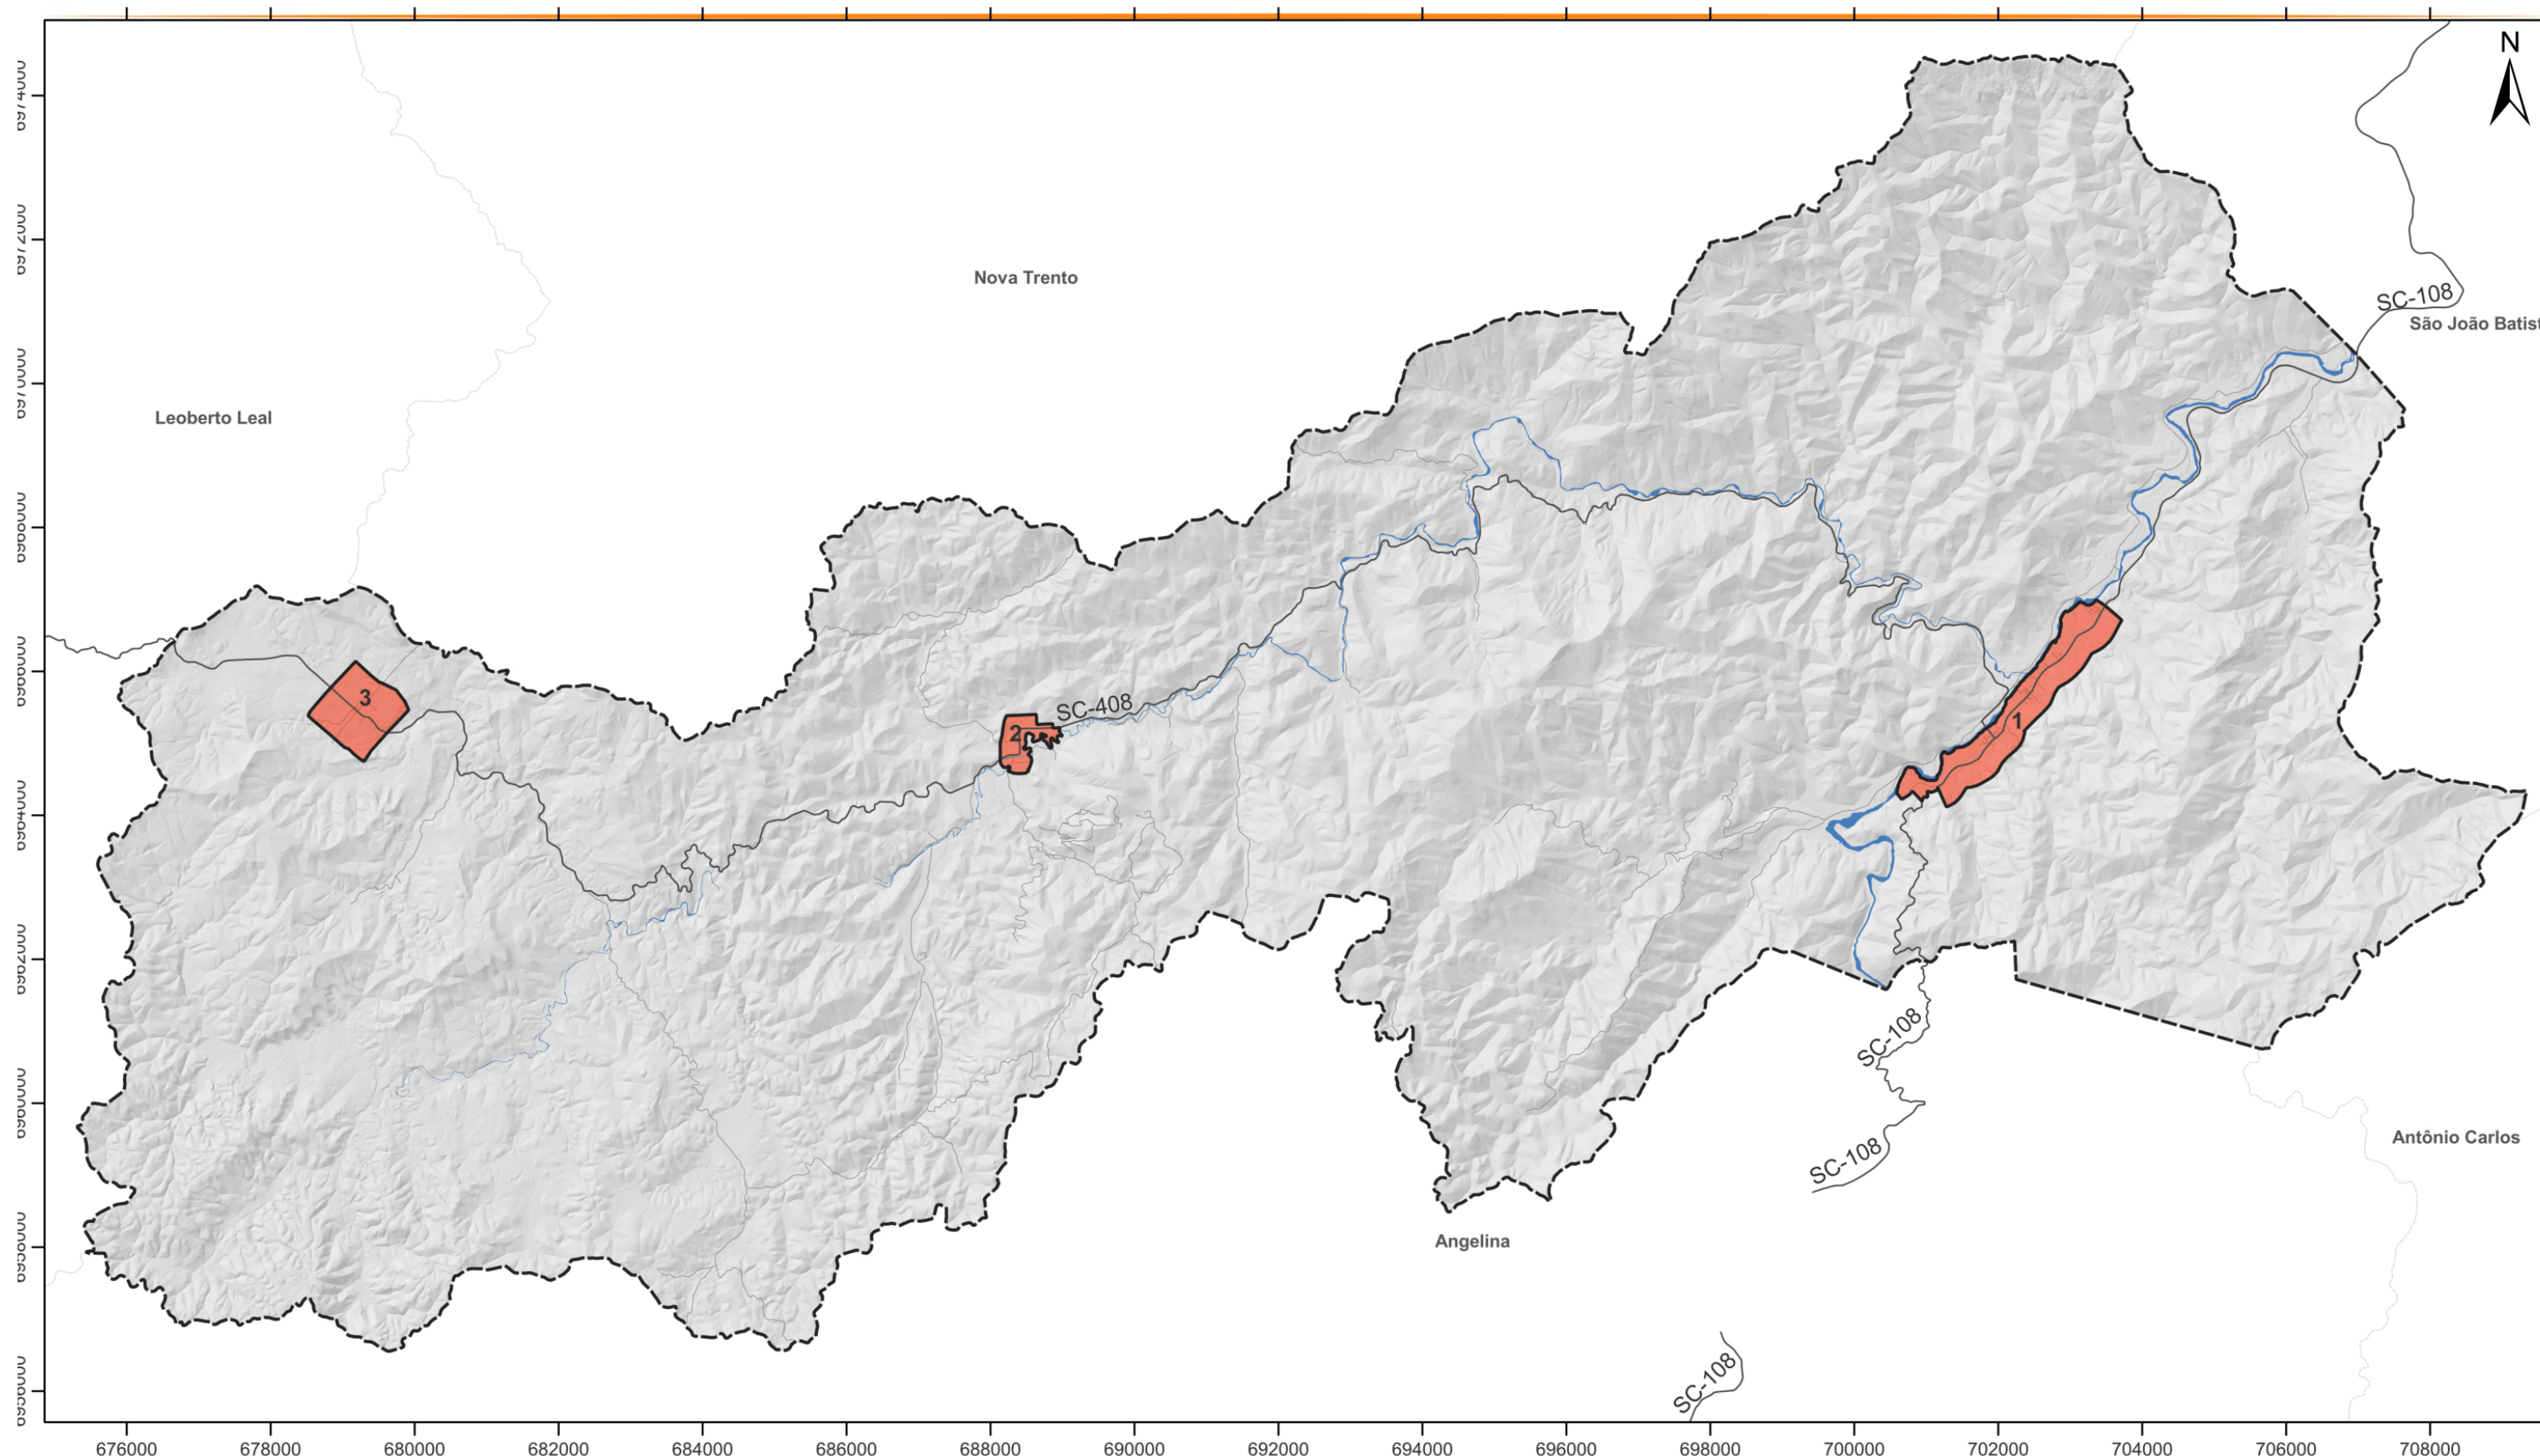 N
Nova Trento
SC-108
São João Batist
Leoberto Leal
3
SC-408
2
1
SC-108
SC-108
Antônio Carlos
Angelina
SC-108
676000 678000 680000 682000 684000 686000 688000 690000 692000 694000 696000 698000 700000 702000 704000 706000 708000